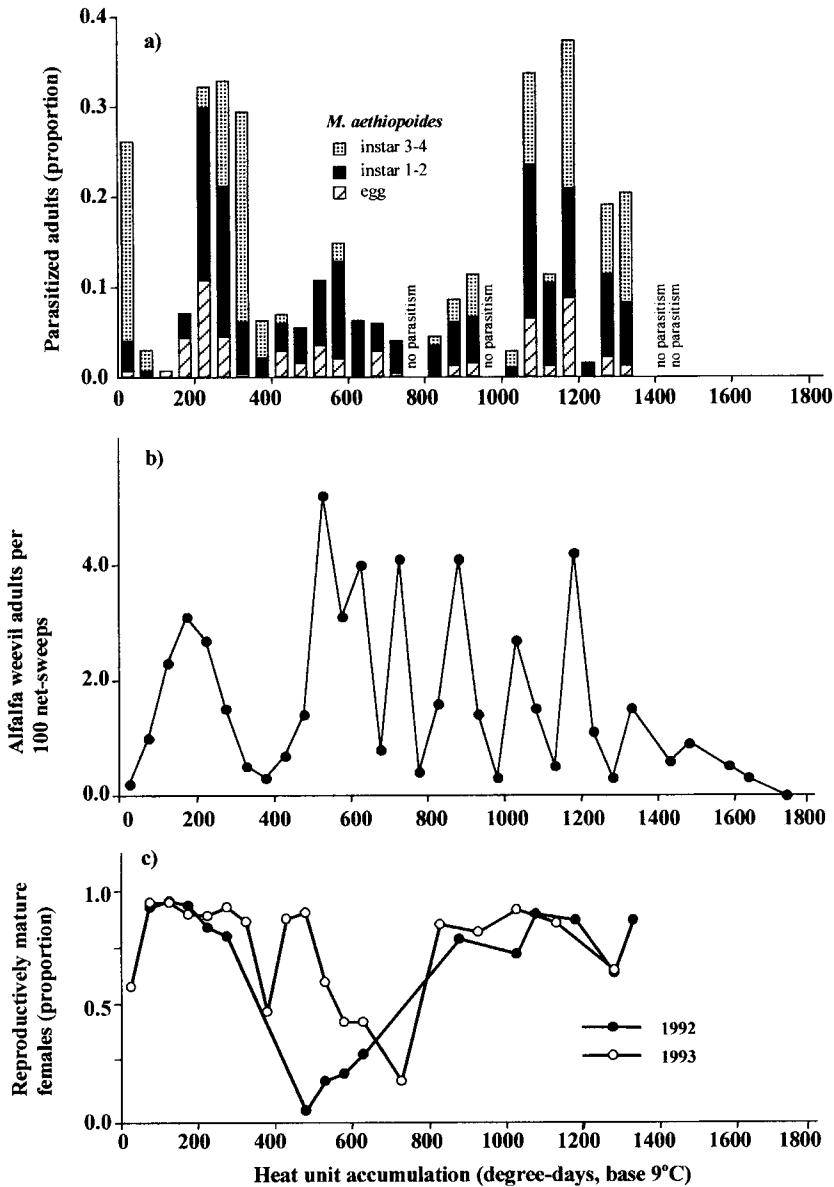 a)
Parasitized adults (proportion)
0.4
0.3
0.2
0.1
0.0
M. aethiopoides
instar 3-4
instar 1-2
egg
no parasitism
no parasitism
no parasitism
no parasitism
0 200 400 600 800 1000 1200 1400 1600 1800
b)
Alfalfa weevil adults per
100 net-sweeps
4.0
2.0
0.0
0 200 400 600 800 1000 1200 1400 1600 1800
c)
Reproductively mature
females (proportion)
1.0
0.5
0.0
1992
1993
0 200 400 600 800 1000 1200 1400 1600 1800
Heat unit accumulation (degree-days, base 9°C)